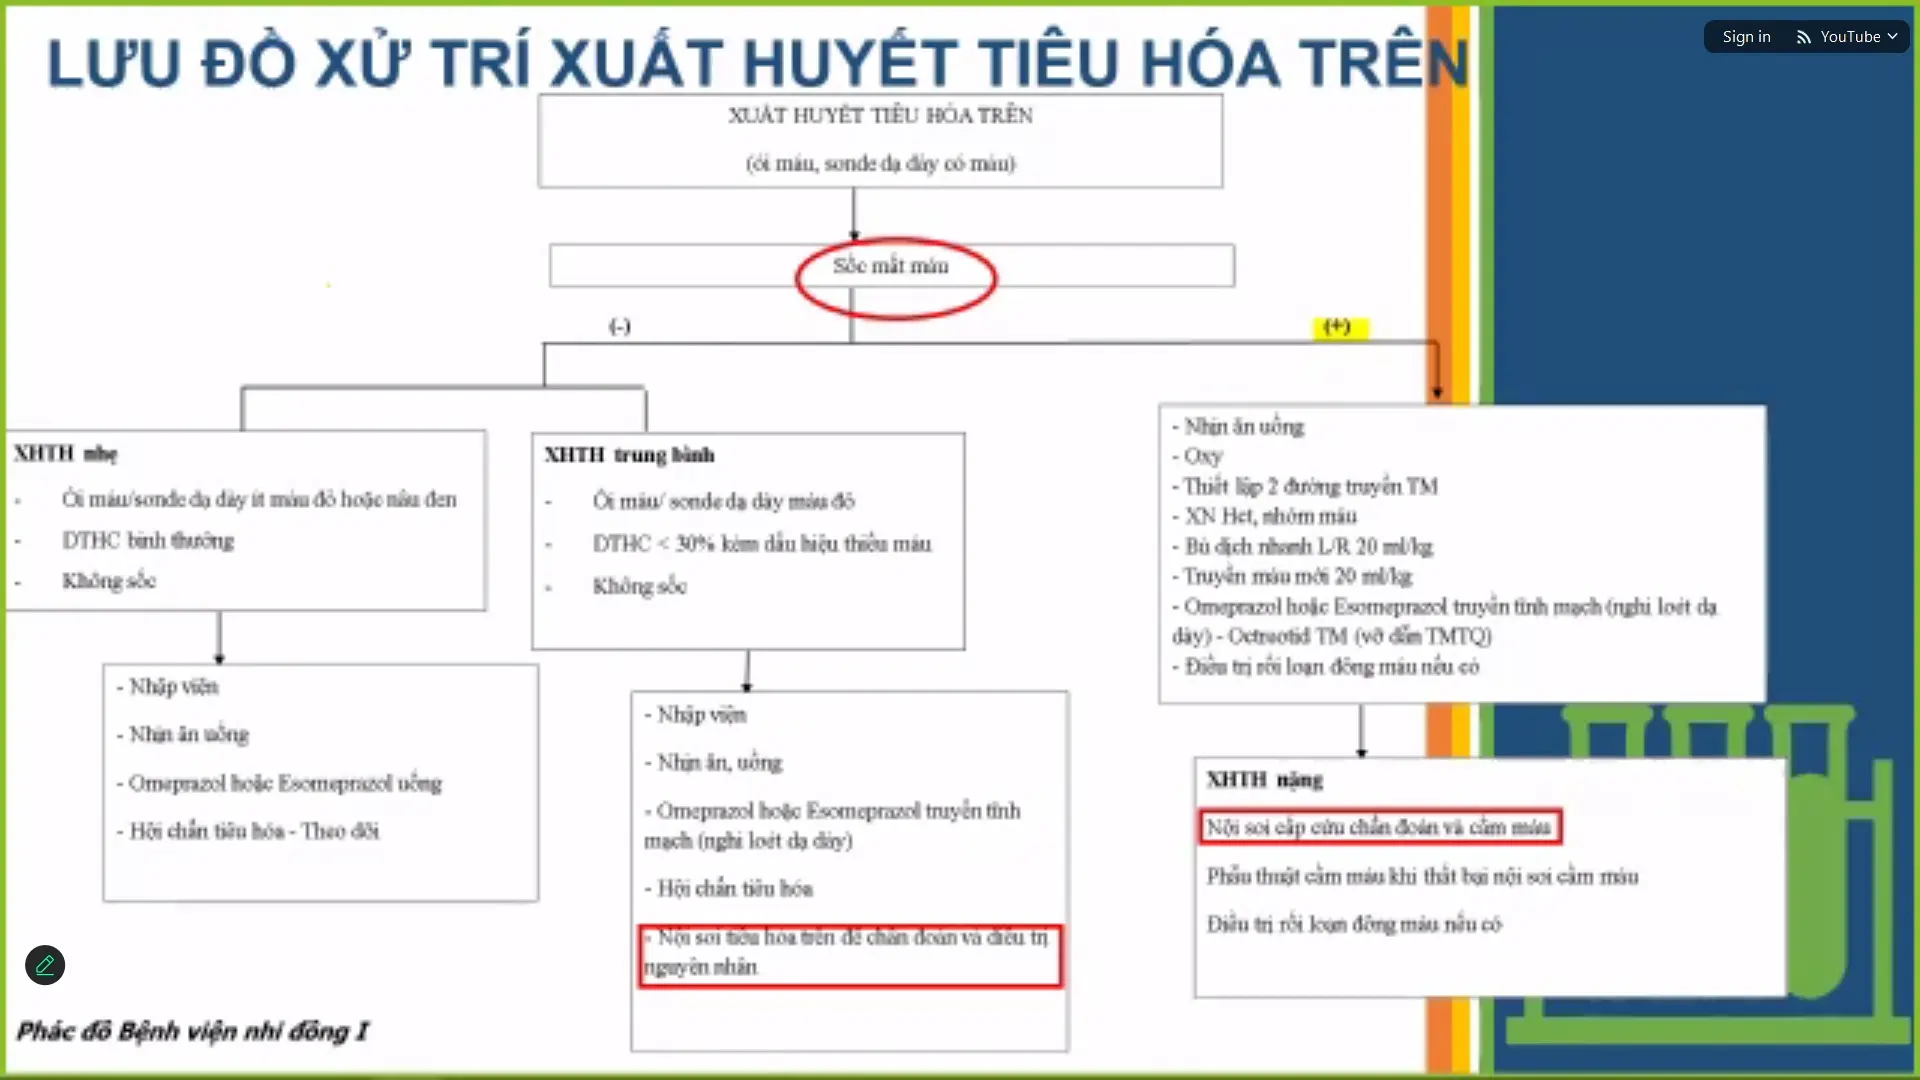 LƯU ĐỒ XỬ TRÍ XUẤT HUYẾT TIÊU HÓA TRÊN
Sign in
YouTube
XUẤT HUYẾT TIÊU HÓA TRÊN
(ói máu, sonde dạ dày có máu)
Sốc mất máu
(-)
(+)
XHTH nhẹ
- Ói máu/sonde dạ dày ít máu đỏ hoặc nâu đen
- DTHC bình thường
- Không sốc
- Nhập viện
- Nhịn ăn uống
- Omeprazol hoặc Esomeprazol uống
- Hội chẩn tiêu hóa - Theo dõi
XHTH trung bình
- Ói máu/ sonde dạ dày máu đỏ
- DTHC < 30% kèm dấu hiệu thiếu máu
- Không sốc
- Nhập viện
- Nhịn ăn, uống
- Omeprazol hoặc Esomeprazol truyền tĩnh
mạch (nghi loét dạ dày)
- Hội chẩn tiêu hóa
- Nội soi tiêu hóa trên để chẩn đoán và điều trị
nguyên nhân
- Nhịn ăn uống
- Oxy
- Thiết lập 2 đường truyền TM
- XN Hct, nhóm máu
- Bù dịch nhanh L/R 20 ml/kg
- Truyền máu mới 20 ml/kg
- Omeprazol hoặc Esomeprazol truyền tĩnh mạch (nghi loét dạ
dày) - Octreotid TM (vỡ dãn TMTQ)
- Điều trị rối loạn đông máu nếu có
XHTH nặng
Nội soi cấp cứu chẩn đoán và cầm máu
Phẫu thuật cầm máu khi thất bại nội soi cầm máu
Điều trị rối loạn đông máu nếu có
Phác đồ Bệnh viện nhi đồng I